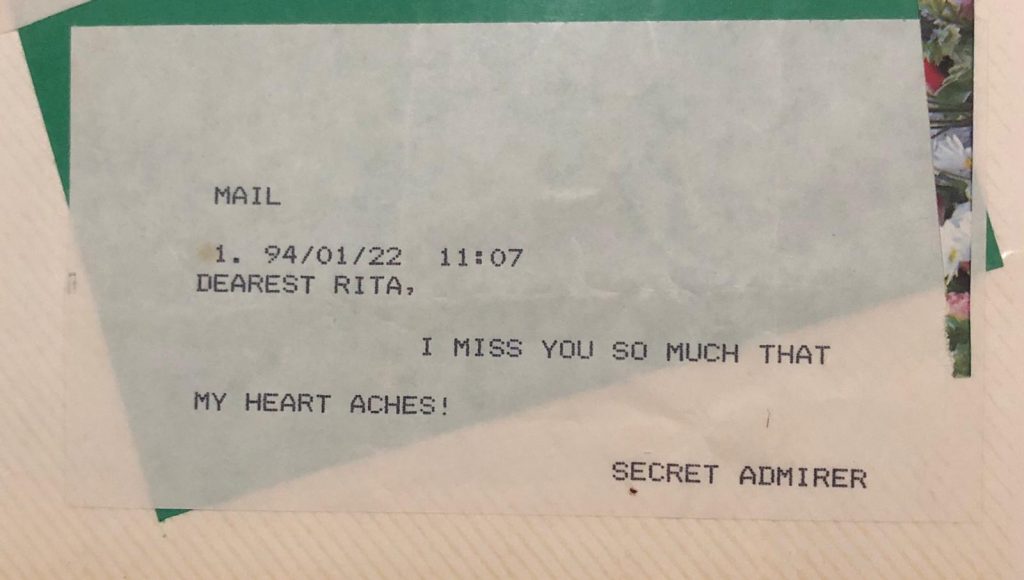 MAIL
1. 94/01/22 11:07
DEAREST RITA,
I MISS YOU SO MUCH THAT
MY HEART ACHES!
SECRET ADMIRER